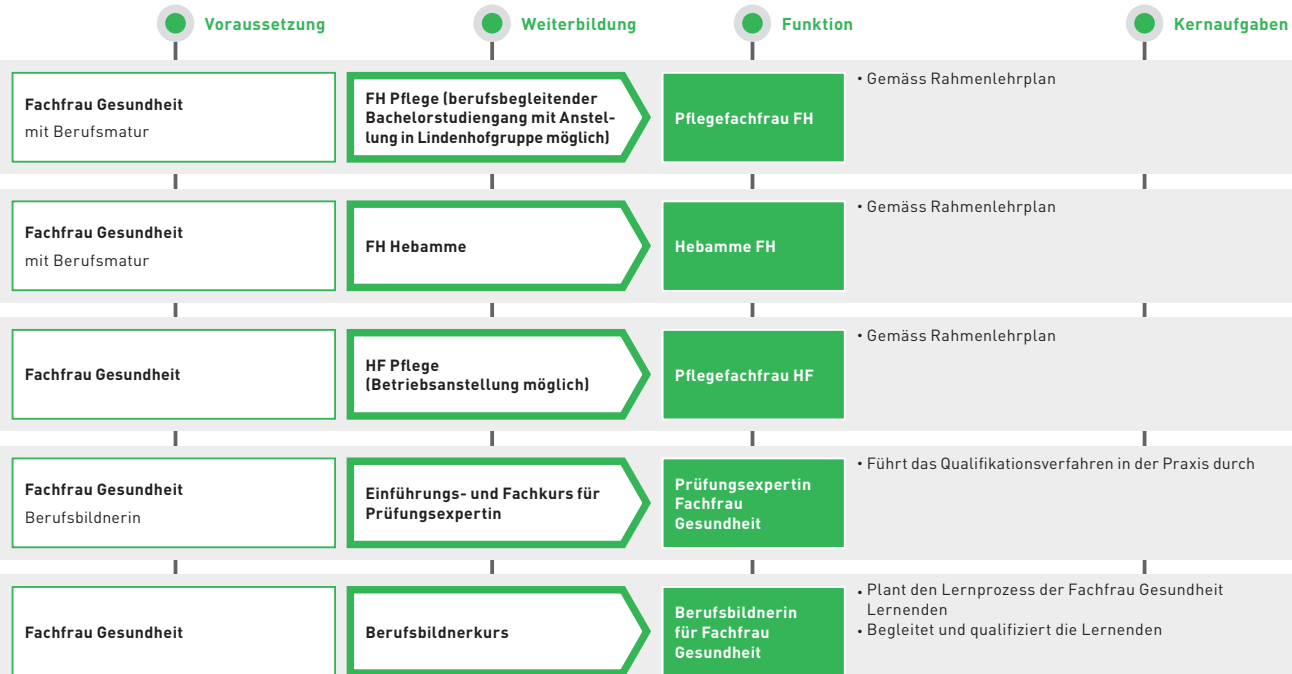 Voraussetzung
Weiterbildung
Funktion
Kernaufgaben
Fachfrau Gesundheit
mit Berufsmatur
FH Pflege (berufsbegleitender
Bachelorstudiengang mit Anstel-
lung in Lindenhofgruppe möglich)
Pflegefachfrau FH
• Gemäss Rahmenlehrplan
Fachfrau Gesundheit
mit Berufsmatur
FH Hebamme
Hebamme FH
• Gemäss Rahmenlehrplan
Fachfrau Gesundheit
HF Pflege
(Betriebsanstellung möglich)
Pflegefachfrau HF
• Gemäss Rahmenlehrplan
Fachfrau Gesundheit
Berufsbildnerin
Einführungs- und Fachkurs für
Prüfungsexpertin
Prüfungsexpertin
Fachfrau
Gesundheit
• Führt das Qualifikationsverfahren in der Praxis durch
Fachfrau Gesundheit
Berufsbildnerkurs
Berufsbildnerin
für Fachfrau
Gesundheit
• Plant den Lernprozess der Fachfrau Gesundheit
Lernenden
• Begleitet und qualifiziert die Lernenden